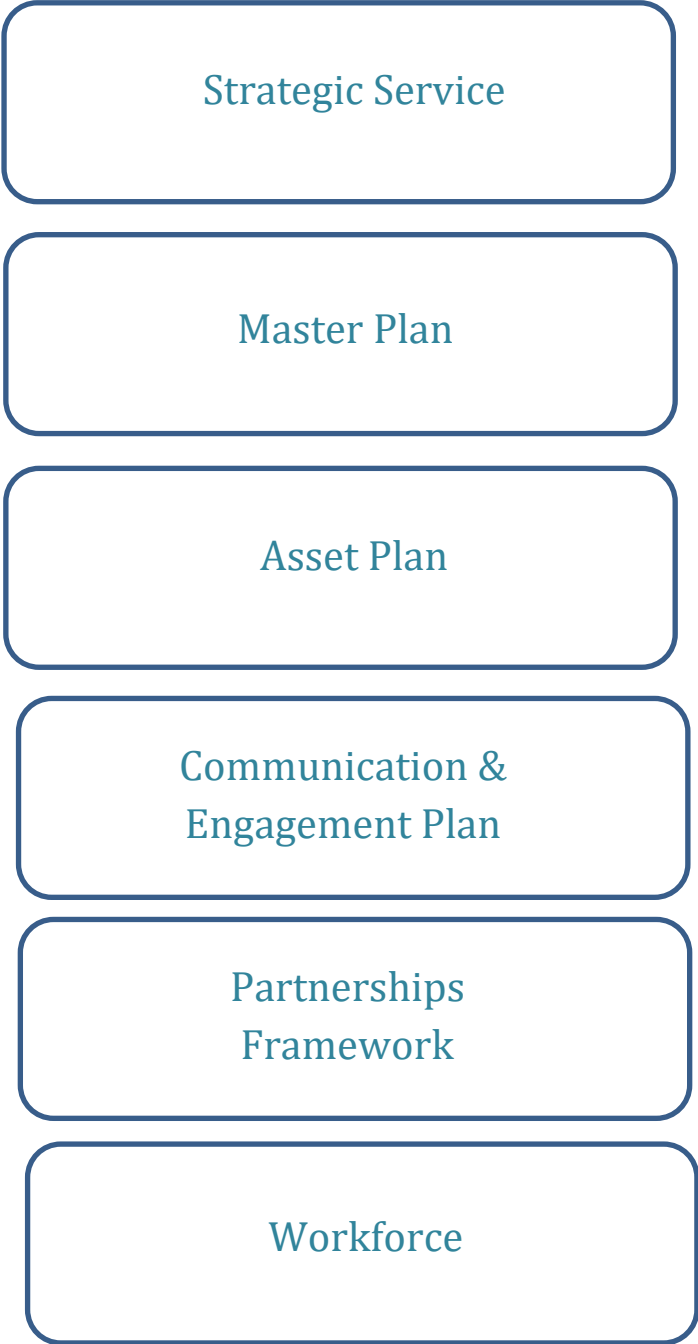 Strategic Service
Master Plan
Asset Plan
Communication &
Engagement Plan
Partnerships
Framework
Workforce